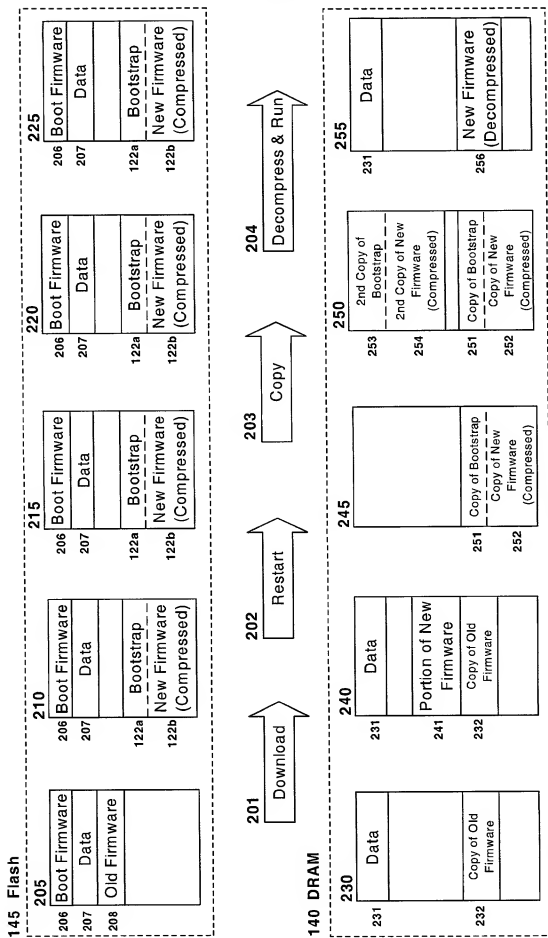 145 Flash
205
206
Boot Firmware
207
Data
208
Old Firmware
210
206
Boot Firmware
207
Data
122a
Bootstrap
122b
New Firmware
(Compressed)
215
206
Boot Firmware
207
Data
122a
Bootstrap
122b
New Firmware
(Compressed)
220
206
Boot Firmware
207
Data
122a
Bootstrap
122b
New Firmware
(Compressed)
225
206
Boot Firmware
207
Data
122a
Bootstrap
122b
New Firmware
(Compressed)
201
Download
202
Restart
203
Copy
204
Decompress & Run
140 DRAM
230
231
Data
232
Copy of Old
Firmware
240
231
Data
241
Portion of New
Firmware
232
Copy of Old
Firmware
245
251
Copy of Bootstrap
252
Copy of New
Firmware
(Compressed)
250
253
2nd Copy of
Bootstrap
254
2nd Copy of New
Firmware
(Compressed)
251
Copy of Bootstrap
252
Copy of New
Firmware
(Compressed)
255
231
Data
256
New Firmware
(Decompressed)